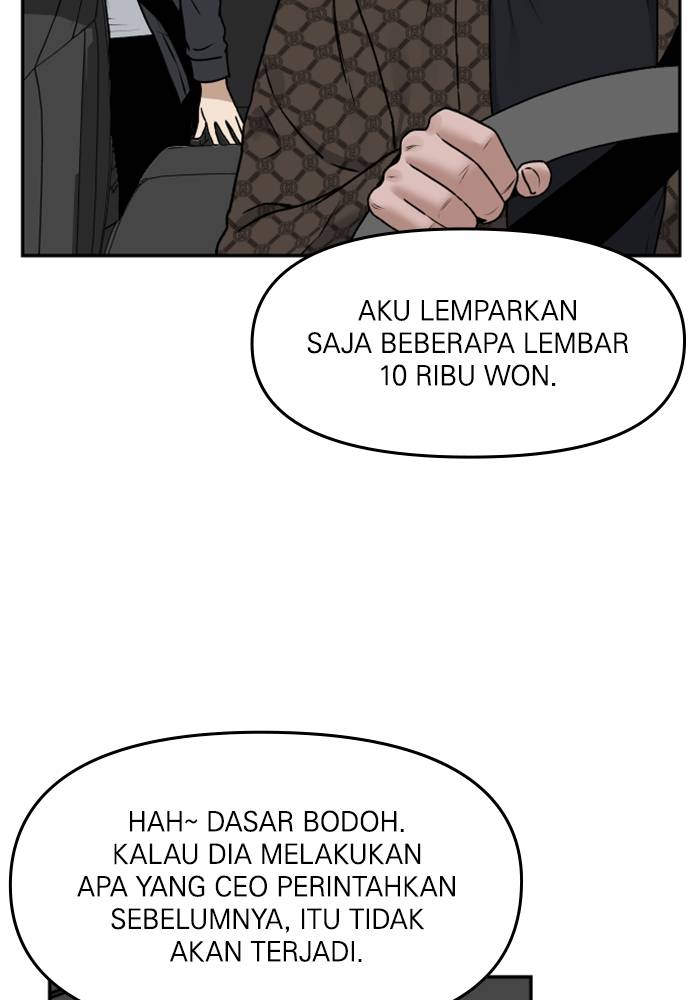 AKU LEMPARKAN
SAJA BEBERAPA LEMBAR
10 RIBU WON.
HAH~ DASAR BODOH.
KALAU DIA MELAKUKAN
APA YANG CEO PERINTAHKAN
SEBELUMNYA, ITU TIDAK
AKAN TERJADI.